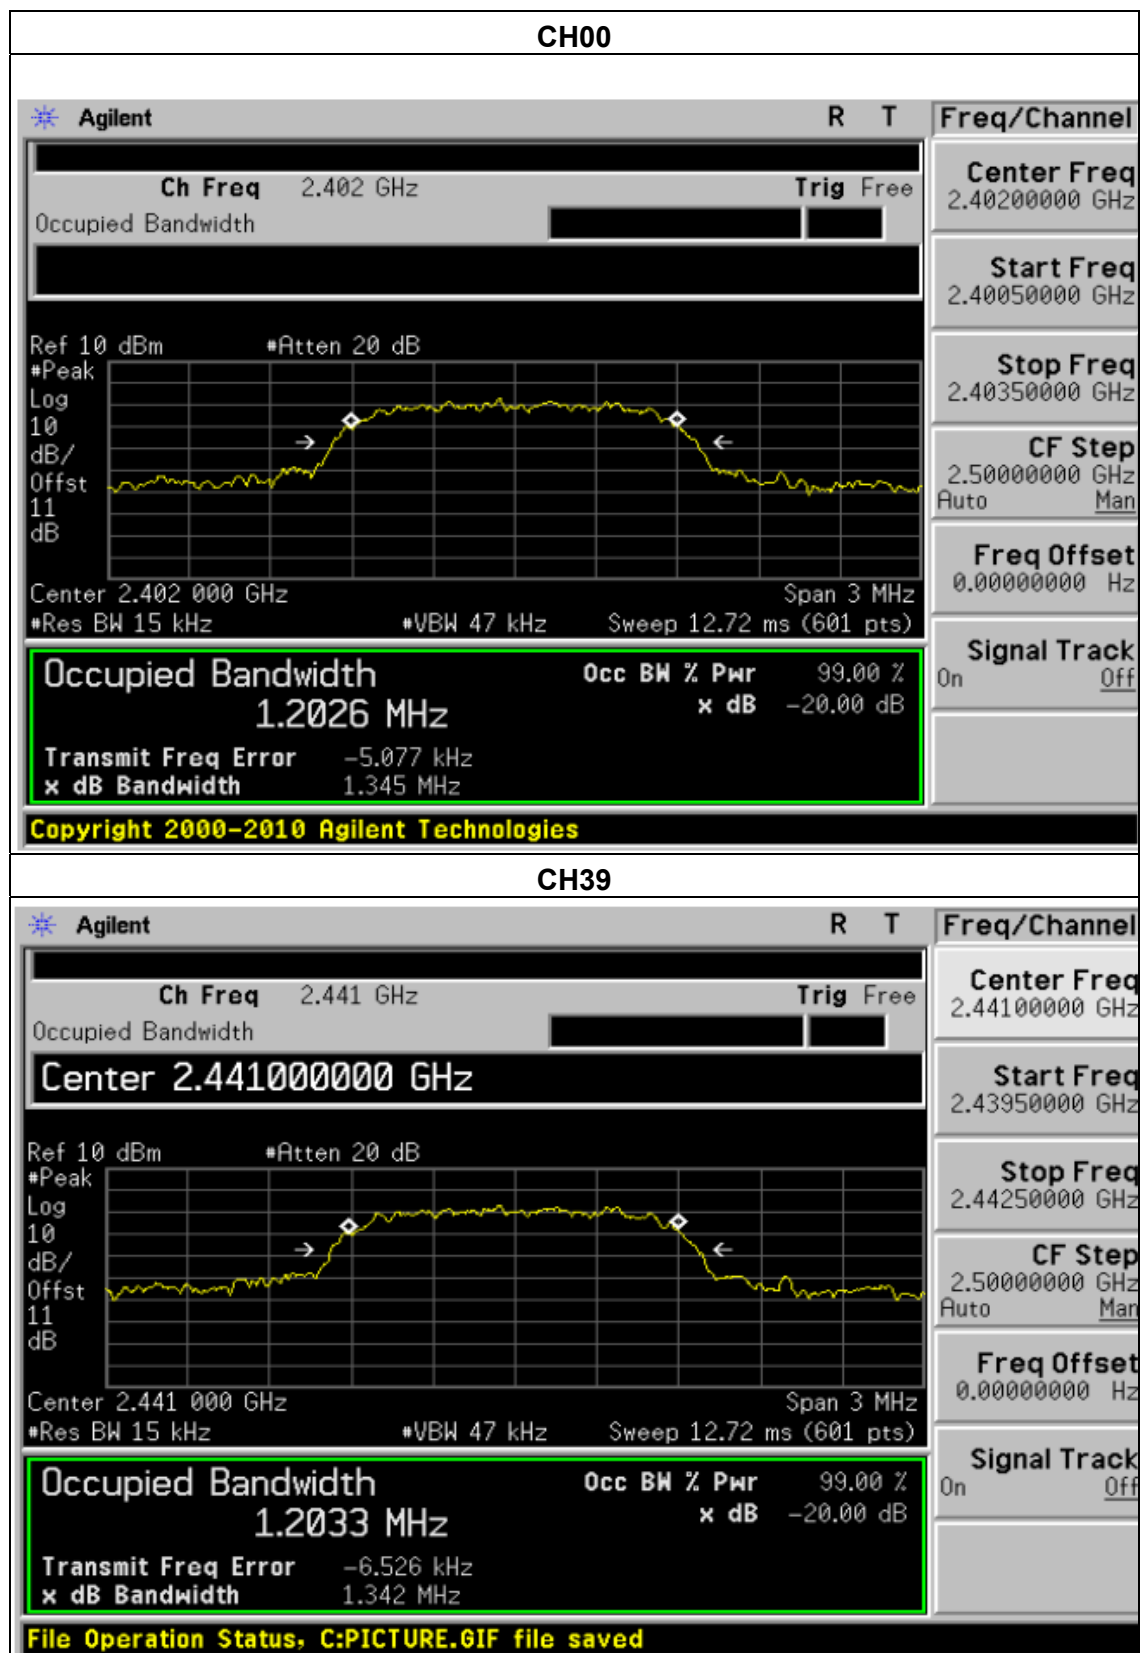 CH00
Agilent R T Freq/Channel
Ch Freq 2.402 GHz Trig Free
Occupied Bandwidth
Center Freq
2.40200000 GHz
Start Freq
2.40050000 GHz
Stop Freq
2.40350000 GHz
CF Step
2.50000000 GHz
Auto Man
Freq Offset
0.00000000 Hz
Signal Track
On Off
Ref 10 dBm #Atten 20 dB
#Peak
Log
10
dB/
Offst
11
dB
Center 2.402 000 GHz Span 3 MHz
#Res BW 15 kHz #VBW 47 kHz Sweep 12.72 ms (601 pts)
Occupied Bandwidth Occ BW % Pwr 99.00 %
1.2026 MHz x dB -20.00 dB
Transmit Freq Error -5.077 kHz
x dB Bandwidth 1.345 MHz
Copyright 2000-2010 Agilent Technologies
CH39
Agilent R T Freq/Channel
Ch Freq 2.441 GHz Trig Free
Occupied Bandwidth
Center 2.441000000 GHz
Center Freq
2.44100000 GHz
Start Freq
2.43950000 GHz
Stop Freq
2.44250000 GHz
CF Step
2.50000000 GHz
Auto Man
Freq Offset
0.00000000 Hz
Signal Track
On Off
Ref 10 dBm #Atten 20 dB
#Peak
Log
10
dB/
Offst
11
dB
Center 2.441 000 GHz Span 3 MHz
#Res BW 15 kHz #VBW 47 kHz Sweep 12.72 ms (601 pts)
Occupied Bandwidth Occ BW % Pwr 99.00 %
1.2033 MHz x dB -20.00 dB
Transmit Freq Error -6.526 kHz
x dB Bandwidth 1.342 MHz
File Operation Status, C:PICTURE.GIF file saved